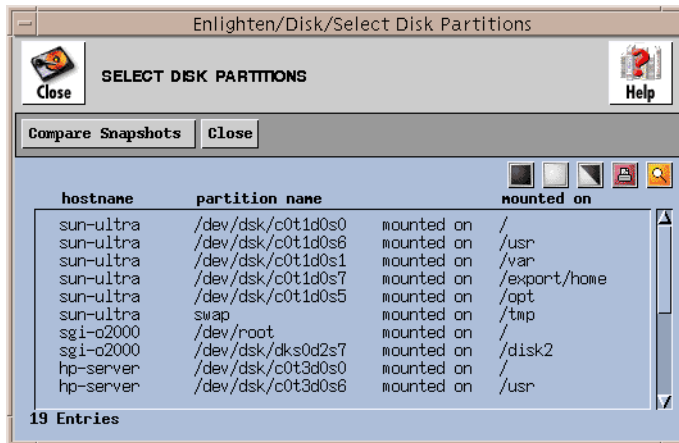 Enlighten/Disk/Select Disk Partitions
Close
SELECT DISK PARTITIONS
Help
Compare Snapshots Close
hostname partition name mounted on
sun-ultra /dev/dsk/c0t1d0s0 mounted on /
sun-ultra /dev/dsk/c0t1d0s6 mounted on /usr
sun-ultra /dev/dsk/c0t1d0s1 mounted on /var
sun-ultra /dev/dsk/c0t1d0s7 mounted on /export/home
sun-ultra /dev/dsk/c0t1d0s5 mounted on /opt
sun-ultra swap mounted on /tmp
sgi-o2000 /dev/root mounted on /
sgi-o2000 /dev/dsk/dks0d2s7 mounted on /disk2
hp-server /dev/dsk/c0t3d0s0 mounted on /
hp-server /dev/dsk/c0t3d0s6 mounted on /usr
19 Entries